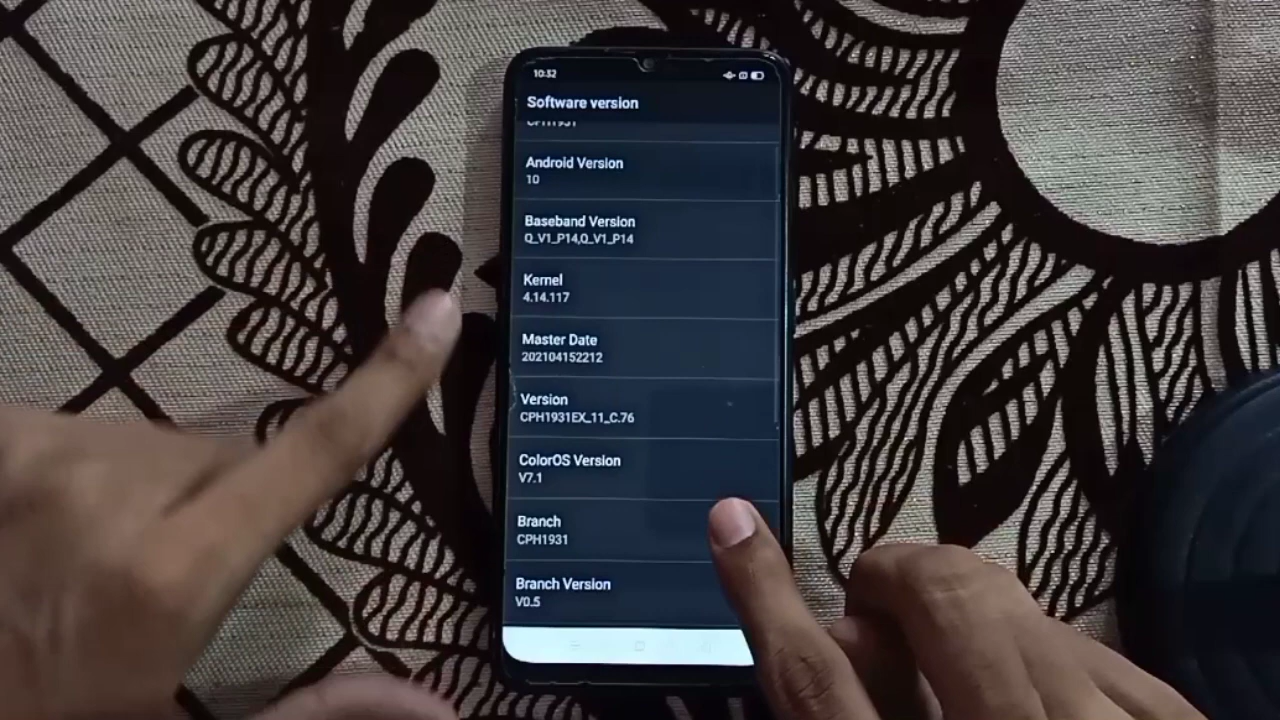 10:32
Software version
CPH1931
Android Version
10
Baseband Version
Q_V1_P14,Q_V1_P14
Kernel
4.14.117
Master Date
202104152212
Version
CPH1931EX_11_C.76
ColorOS Version
V7.1
Branch
CPH1931
Branch Version
V0.5